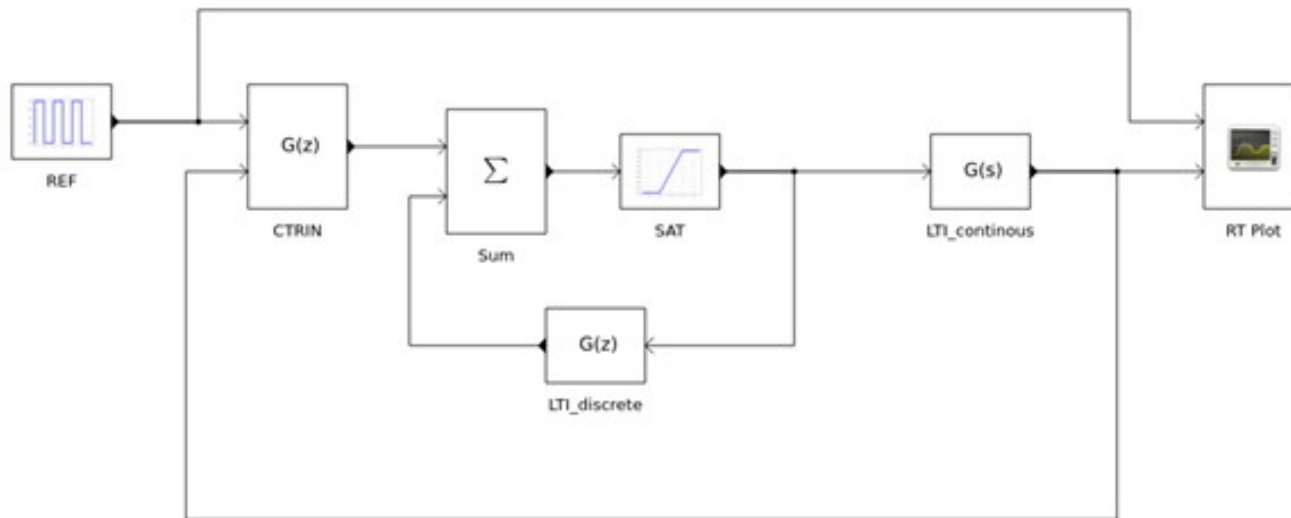 REF
G(z)
CTRIN
Σ
Sum
SAT
G(s)
LTI_continous
RT Plot
G(z)
LTI_discrete